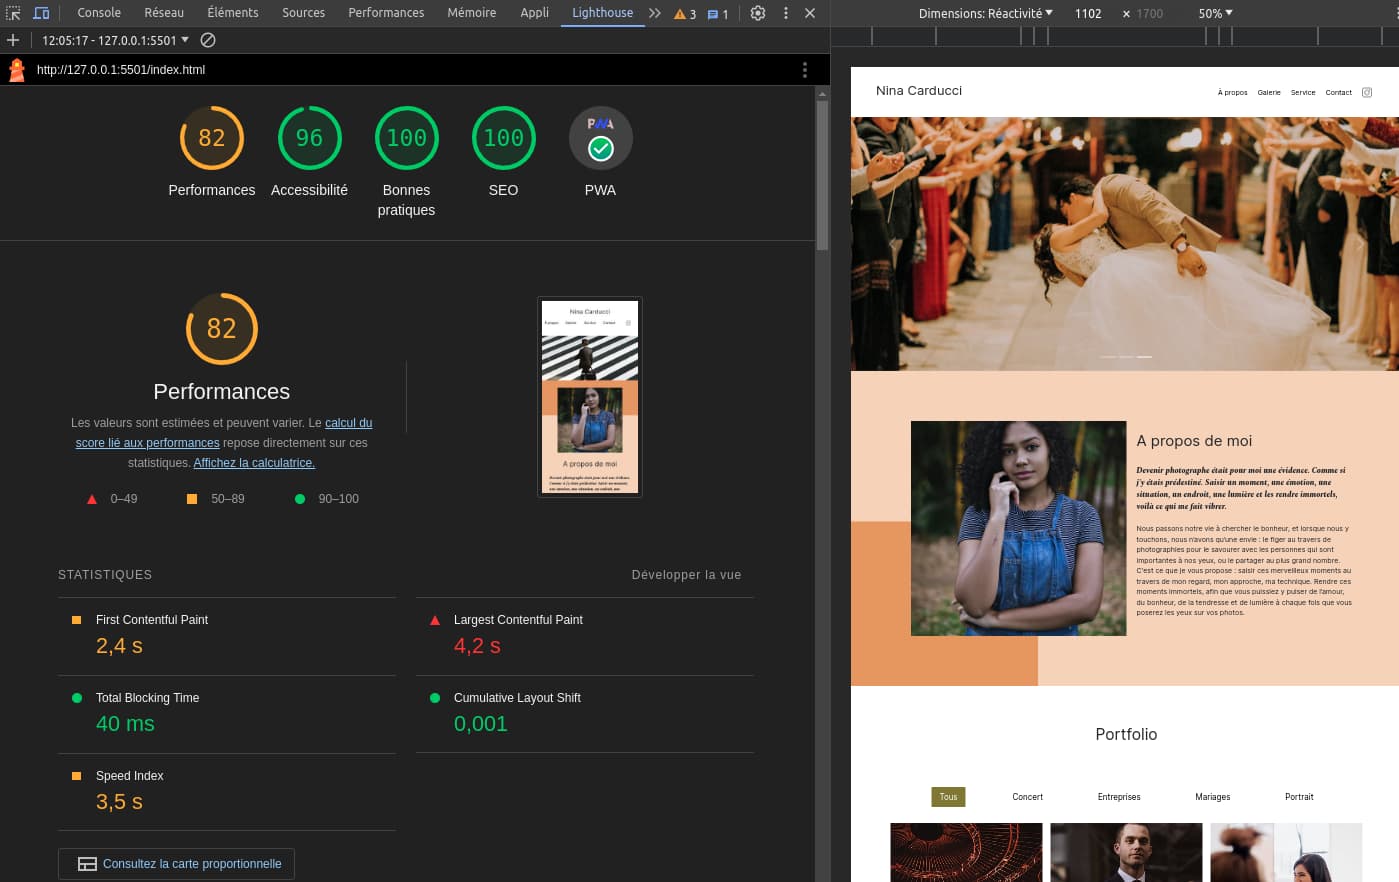 Console Réseau Éléments Sources Performances Mémoire Appli Lighthouse 3 1
Dimensions: Réactivité 1102 × 1700 50%
12:05:17 - 127.0.0.1:5501
http://127.0.0.1:5501/index.html
82 96 100 100 PWA
Performances Accessibilité Bonnes pratiques SEO PWA
82
Performances
Les valeurs sont estimées et peuvent varier. Le calcul du
score lié aux performances repose directement sur ces
statistiques. Affichez la calculatrice.
0–49 50–89 90–100
Nina Carducci
A propos de moi
STATISTIQUES Développer la vue
First Contentful Paint
2,4 s
Largest Contentful Paint
4,2 s
Total Blocking Time
40 ms
Cumulative Layout Shift
0,001
Speed Index
3,5 s
Consultez la carte proportionnelle
Nina Carducci
À propos Galerie Service Contact
A propos de moi
Devenir photographe était pour moi une évidence. Comme si
j'y étais prédestiné. Saisir un moment, une émotion, une
situation, un endroit, une lumière et les rendre immortels,
voilà ce qui me fait vibrer.
Nous passons notre vie à chercher le bonheur, et lorsque nous y
touchons, nous n'avons qu'une envie : le figer au travers de
photographies pour le savourer avec les personnes qui sont
importantes à nos yeux, ou le partager au plus grand nombre.
C'est ce que je vous propose : saisir ces merveilleux moments au
travers de mon regard, mon approche, ma technique. Rendre ces
moments immortels, afin que vous puissiez y puiser de l'amour,
du bonheur, de la tendresse et de lumière à chaque fois que vous
poserez les yeux sur vos photos.
Portfolio
Tous Concert Entreprises Mariages Portrait